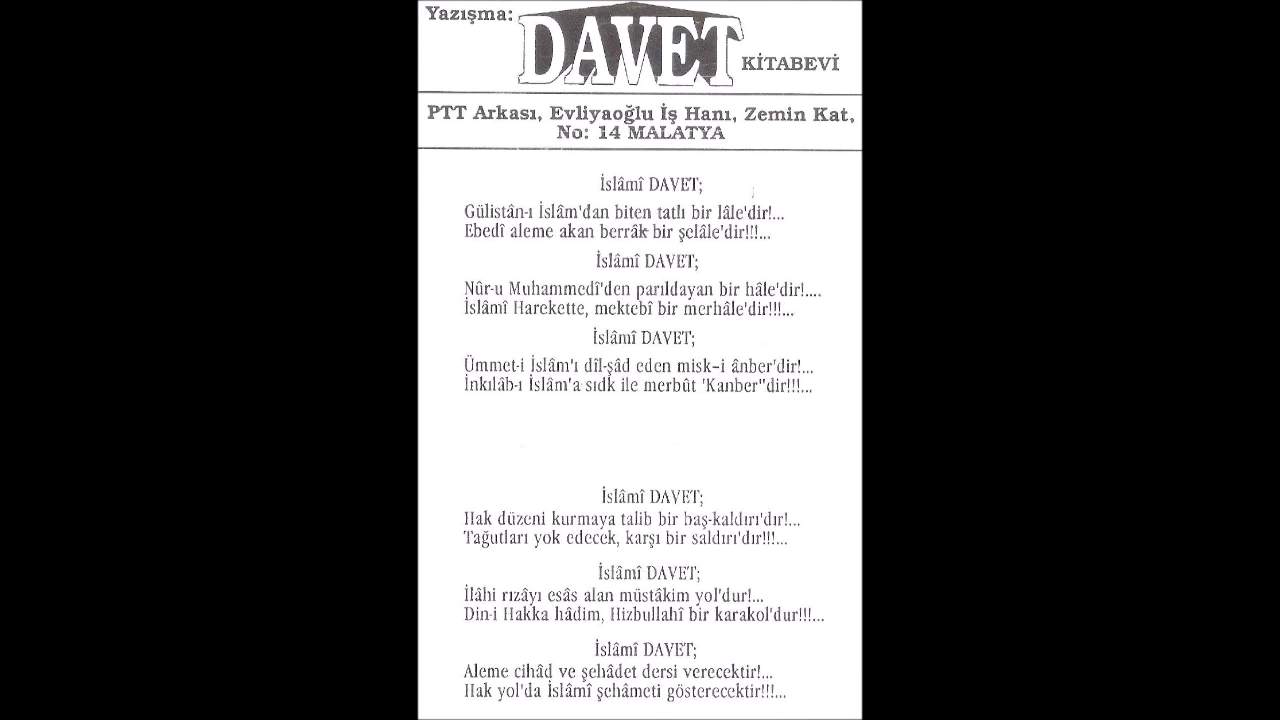 Yazışma:
DAVET
KİTABEVİ
PTT Arkası, Evliyaoğlu İş Hanı, Zemin Kat,
No: 14 MALATYA
İslâmî DAVET;
Gülistân-ı İslâm'dan biten tatlı bir lâle'dir!...
Ebedî aleme akan berrâk bir şelâle'dir!!!...
İslâmî DAVET;
Nûr-u Muhammedî'den parıldayan bir hâle'dir!....
İslâmî Harekette, mektebî bir merhâle'dir!!!...
İslâmî DAVET;
Ümmet-i İslâm'ı dîl-şâd eden misk-i ânber'dir!...
İnkılâb-ı İslâm'a sıdk ile merbût 'Kanber"dir!!!...
İslâmî DAVET;
Hak düzeni kurmaya talib bir baş-kaldırı'dır!...
Tağutları yok edecek, karşı bir saldırı'dır!!!...
İslâmî DAVET;
İlâhi rızâyı esâs alan müstâkim yol'dur!...
Din-i Hakka hâdim, Hizbullahî bir karakol'dur!!!...
İslâmî DAVET;
Aleme cihâd ve şehâdet dersi verecektir!...
Hak yol'da İslâmî şehâmeti gösterecektir!!!...